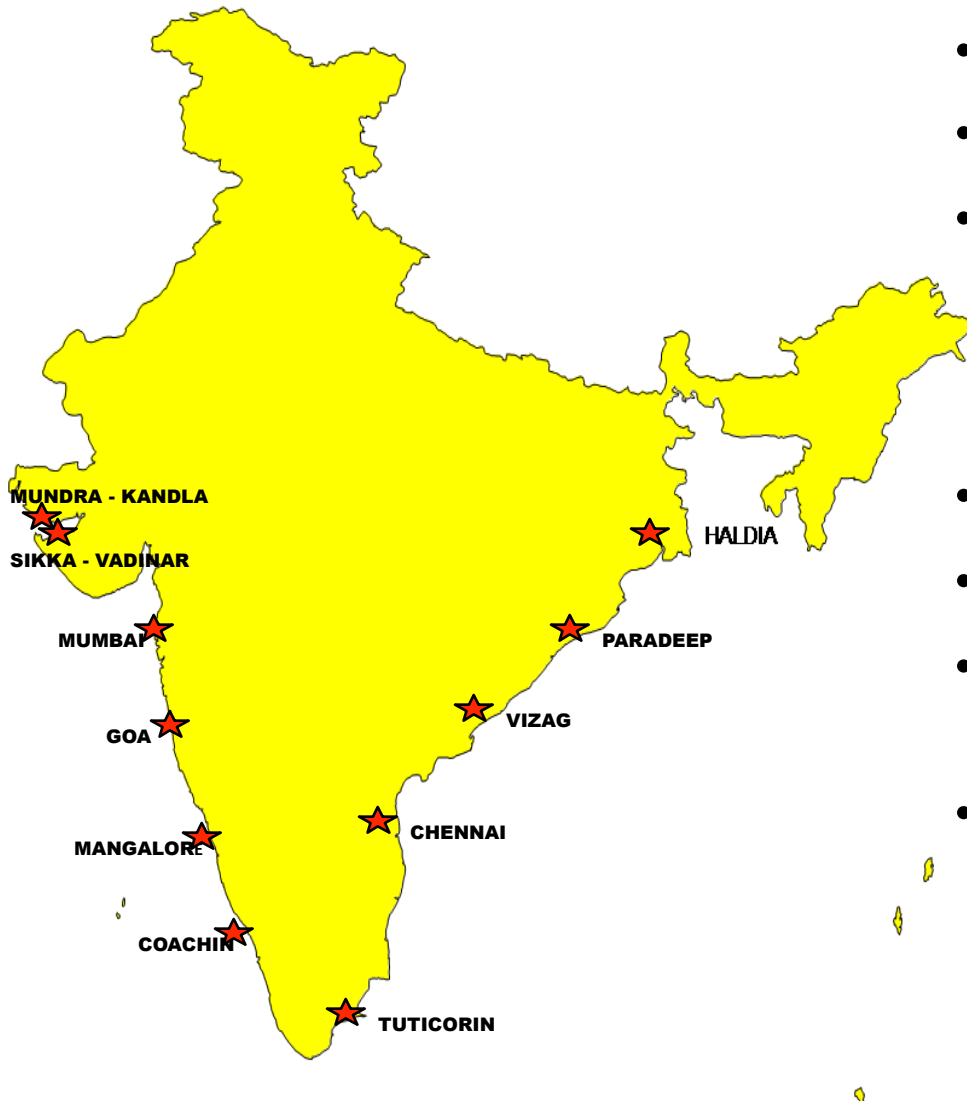 MUNDRA - KANDLA
SIKKA - VADINAR
HALDIA
MUMBAI
PARADEEP
VIZAG
GOA
CHENNAI
MANGALORE
COACHIN
TUTICORIN